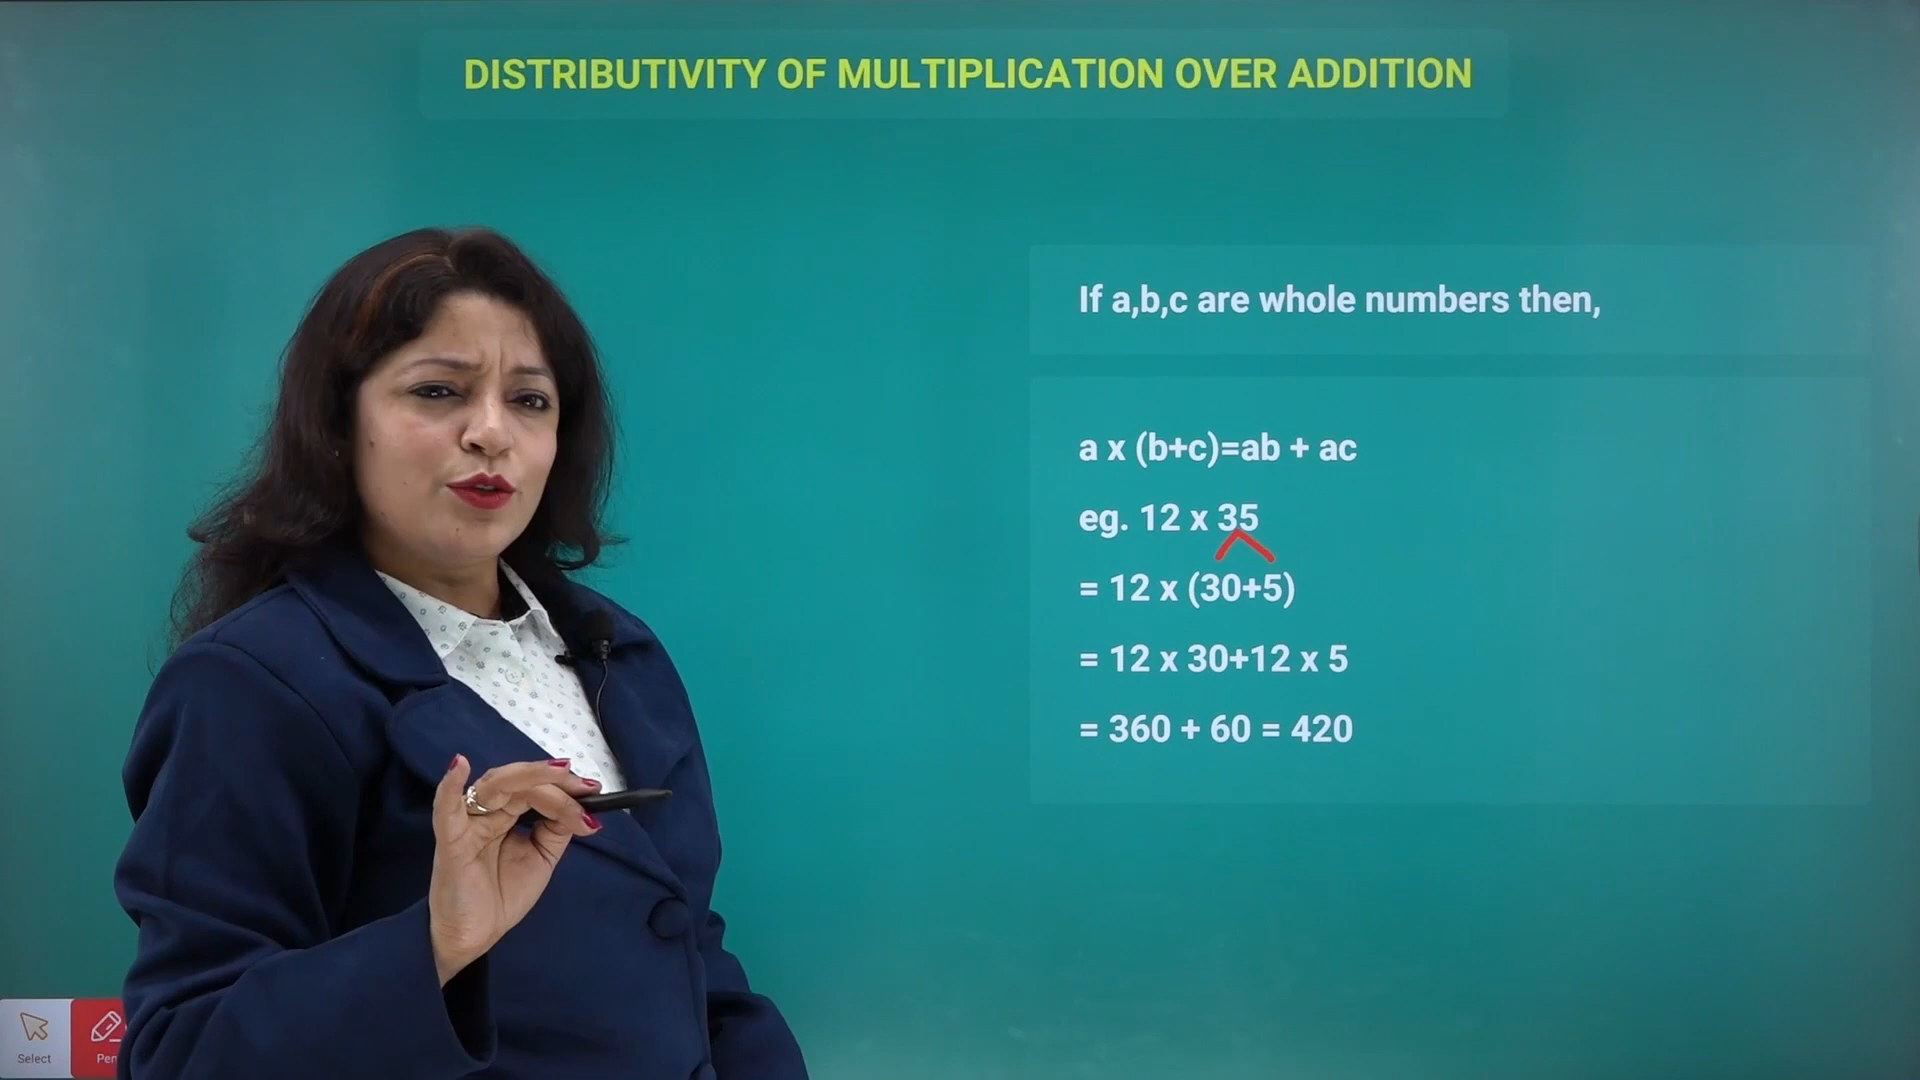 DISTRIBUTIVITY OF MULTIPLICATION OVER ADDITION
If a,b,c are whole numbers then,
a x (b+c)=ab + ac
eg. 12 x 35
= 12 x (30+5)
= 12 x 30+12 x 5
= 360 + 60 = 420
Select
Pen